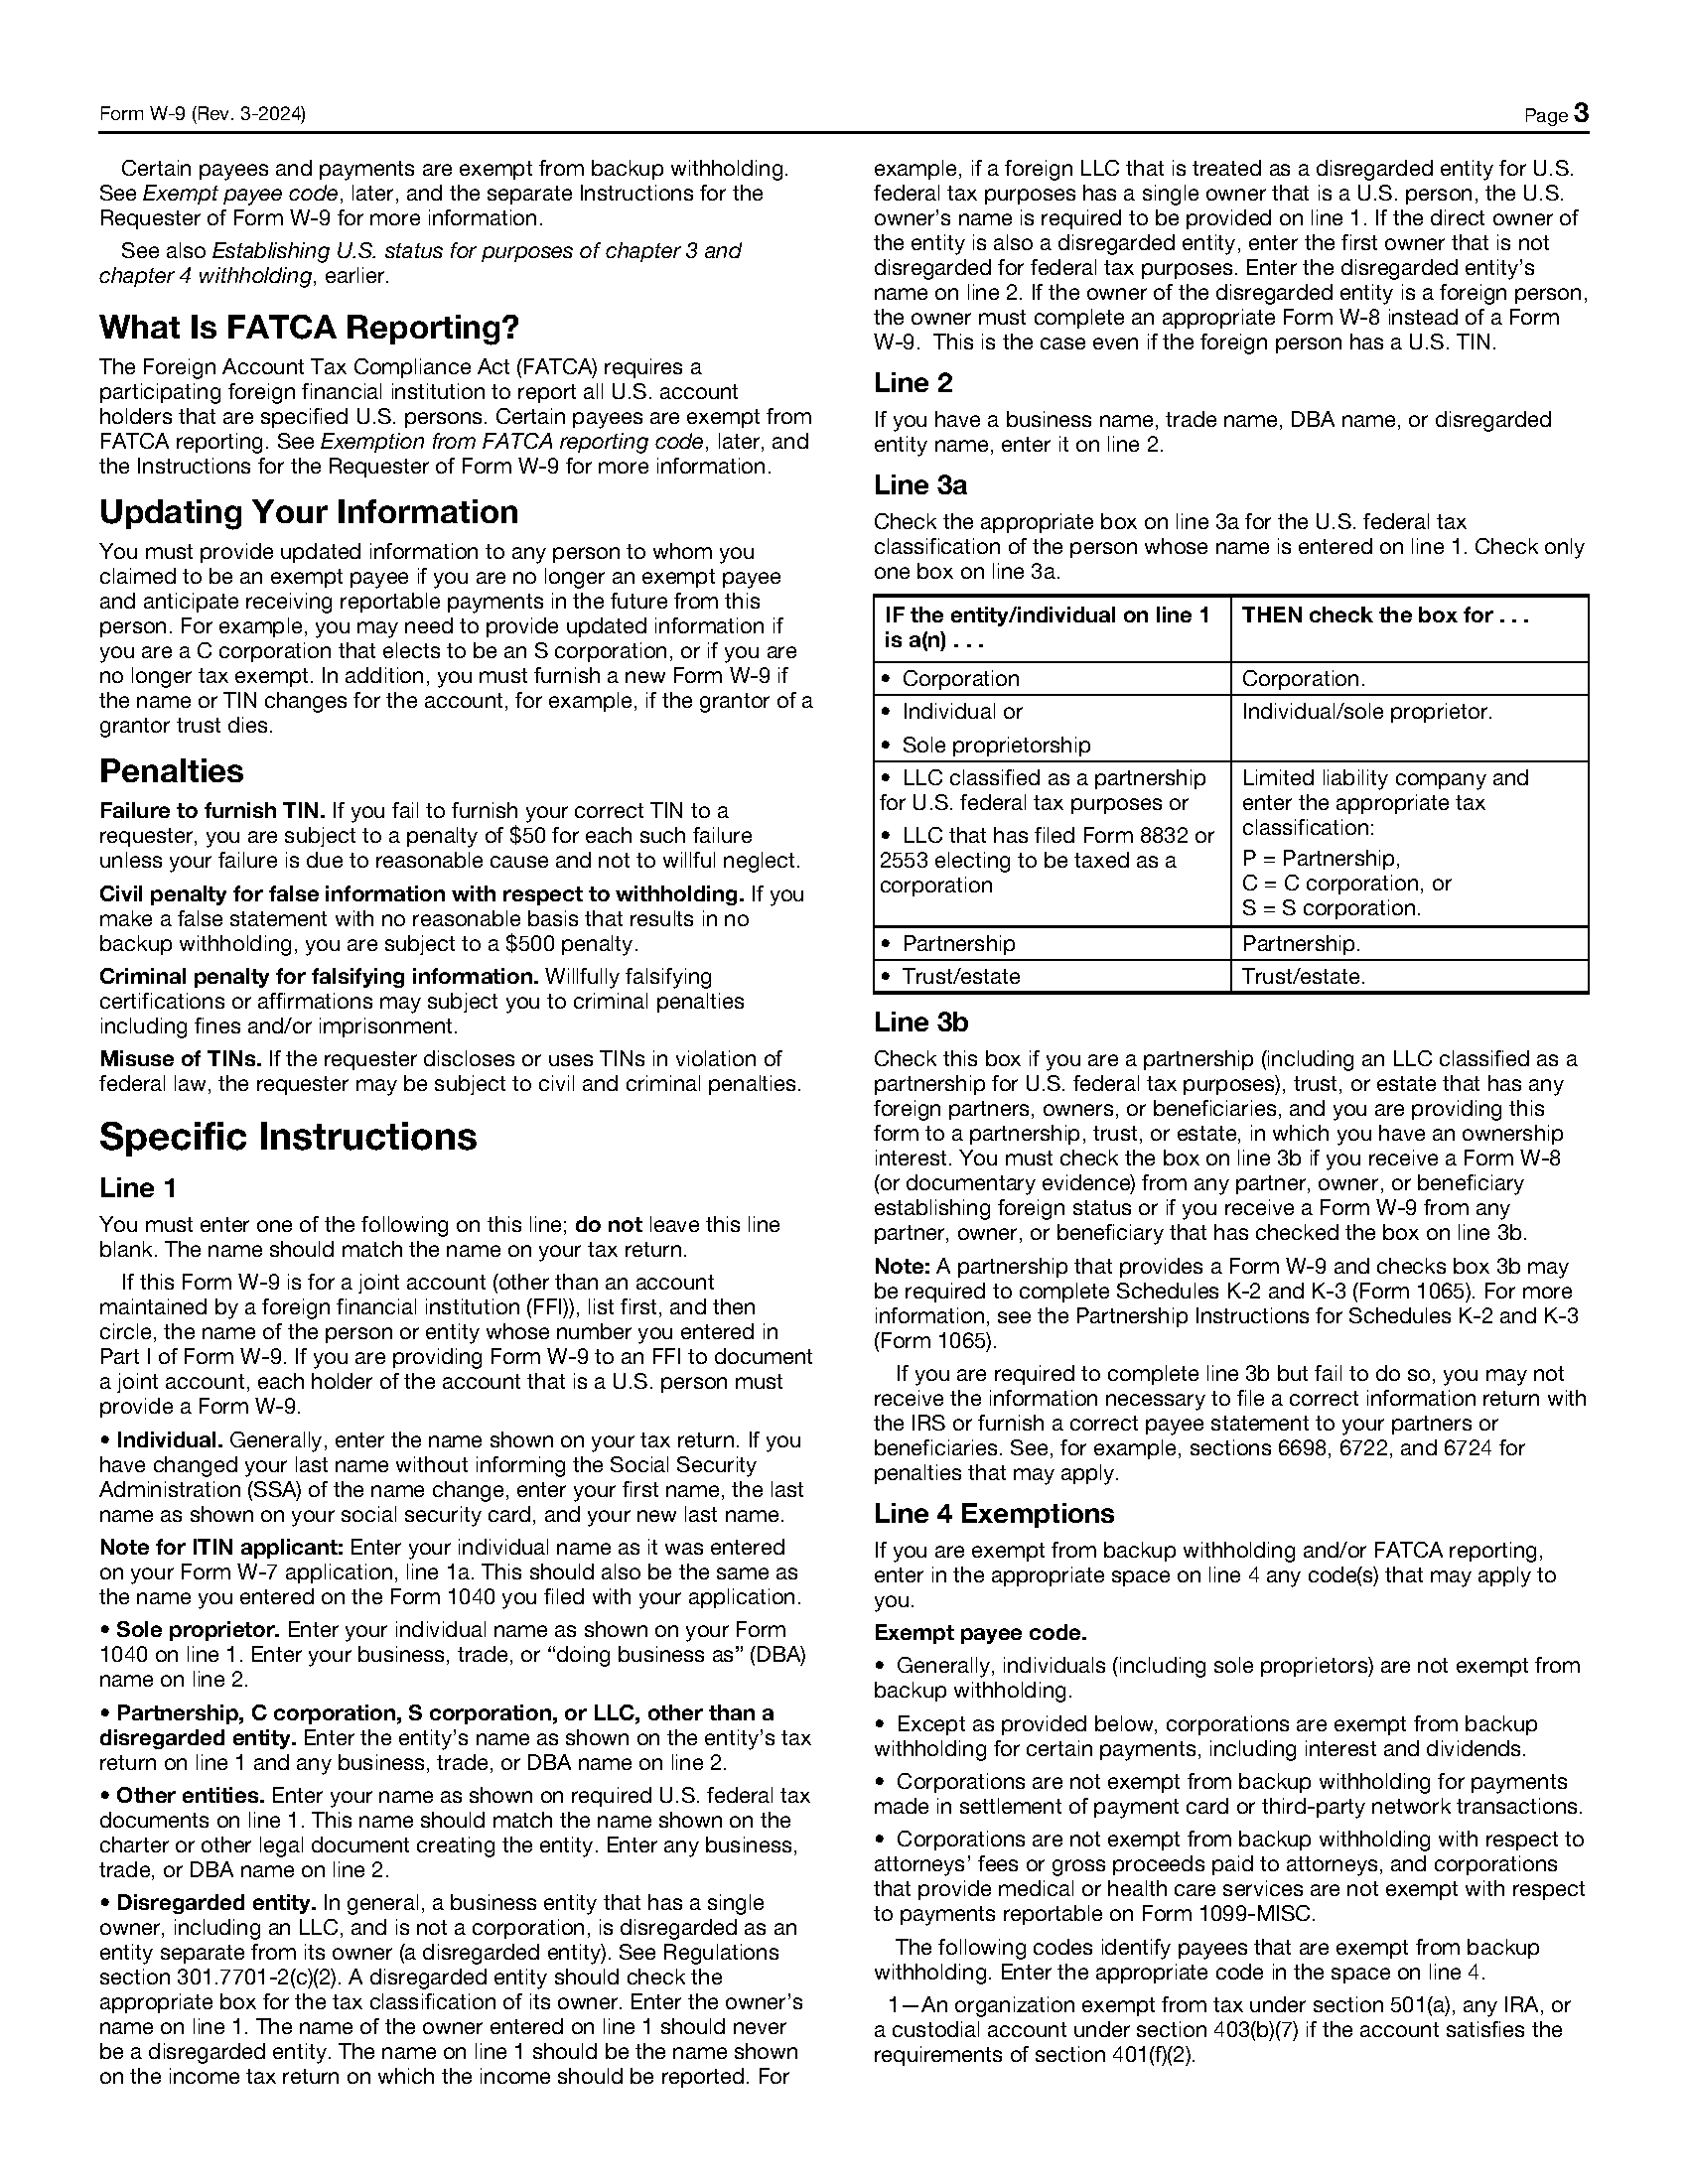 Form W-9 (Rev. 3-2024)
Page 3
Certain payees and payments are exempt from backup withholding.
See Exempt payee code, later, and the separate Instructions for the
Requester of Form W-9 for more information.
See also Establishing U.S. status for purposes of chapter 3 and
chapter 4 withholding, earlier.
What Is FATCA Reporting?
The Foreign Account Tax Compliance Act (FATCA) requires a
participating foreign financial institution to report all U.S. account
holders that are specified U.S. persons. Certain payees are exempt from
FATCA reporting. See Exemption from FATCA reporting code, later, and
the Instructions for the Requester of Form W-9 for more information.
Updating Your Information
You must provide updated information to any person to whom you
claimed to be an exempt payee if you are no longer an exempt payee
and anticipate receiving reportable payments in the future from this
person. For example, you may need to provide updated information if
you are a C corporation that elects to be an S corporation, or if you are
no longer tax exempt. In addition, you must furnish a new Form W-9 if
the name or TIN changes for the account, for example, if the grantor of a
grantor trust dies.
Penalties
Failure to furnish TIN. If you fail to furnish your correct TIN to a
requester, you are subject to a penalty of $50 for each such failure
unless your failure is due to reasonable cause and not to willful neglect.
Civil penalty for false information with respect to withholding. If you
make a false statement with no reasonable basis that results in no
backup withholding, you are subject to a $500 penalty.
Criminal penalty for falsifying information. Willfully falsifying
certifications or affirmations may subject you to criminal penalties
including fines and/or imprisonment.
Misuse of TINs. If the requester discloses or uses TINs in violation of
federal law, the requester may be subject to civil and criminal penalties.
Specific Instructions
Line 1
You must enter one of the following on this line; do not leave this line
blank. The name should match the name on your tax return.
If this Form W-9 is for a joint account (other than an account
maintained by a foreign financial institution (FFI)), list first, and then
circle, the name of the person or entity whose number you entered in
Part I of Form W-9. If you are providing Form W-9 to an FFI to document
a joint account, each holder of the account that is a U.S. person must
provide a Form W-9.
• Individual. Generally, enter the name shown on your tax return. If you
have changed your last name without informing the Social Security
Administration (SSA) of the name change, enter your first name, the last
name as shown on your social security card, and your new last name.
Note for ITIN applicant: Enter your individual name as it was entered
on your Form W-7 application, line 1a. This should also be the same as
the name you entered on the Form 1040 you filed with your application.
• Sole proprietor. Enter your individual name as shown on your Form
1040 on line 1. Enter your business, trade, or “doing business as” (DBA)
name on line 2.
• Partnership, C corporation, S corporation, or LLC, other than a
disregarded entity. Enter the entity’s name as shown on the entity’s tax
return on line 1 and any business, trade, or DBA name on line 2.
• Other entities. Enter your name as shown on required U.S. federal tax
documents on line 1. This name should match the name shown on the
charter or other legal document creating the entity. Enter any business,
trade, or DBA name on line 2.
• Disregarded entity. In general, a business entity that has a single
owner, including an LLC, and is not a corporation, is disregarded as an
entity separate from its owner (a disregarded entity). See Regulations
section 301.7701-2(c)(2). A disregarded entity should check the
appropriate box for the tax classification of its owner. Enter the owner’s
name on line 1. The name of the owner entered on line 1 should never
be a disregarded entity. The name on line 1 should be the name shown
on the income tax return on which the income should be reported. For
example, if a foreign LLC that is treated as a disregarded entity for U.S.
federal tax purposes has a single owner that is a U.S. person, the U.S.
owner’s name is required to be provided on line 1. If the direct owner of
the entity is also a disregarded entity, enter the first owner that is not
disregarded for federal tax purposes. Enter the disregarded entity’s
name on line 2. If the owner of the disregarded entity is a foreign person,
the owner must complete an appropriate Form W-8 instead of a Form
W-9. This is the case even if the foreign person has a U.S. TIN.
Line 2
If you have a business name, trade name, DBA name, or disregarded
entity name, enter it on line 2.
Line 3a
Check the appropriate box on line 3a for the U.S. federal tax
classification of the person whose name is entered on line 1. Check only
one box on line 3a.
IF the entity/individual on line 1
is a(n) . . .
THEN check the box for . . .
• Corporation
Corporation.
• Individual or
• Sole proprietorship
Individual/sole proprietor.
• LLC classified as a partnership
for U.S. federal tax purposes or
• LLC that has filed Form 8832 or
2553 electing to be taxed as a
corporation
Limited liability company and
enter the appropriate tax
classification:
P = Partnership,
C = C corporation, or
S = S corporation.
• Partnership
Partnership.
• Trust/estate
Trust/estate.
Line 3b
Check this box if you are a partnership (including an LLC classified as a
partnership for U.S. federal tax purposes), trust, or estate that has any
foreign partners, owners, or beneficiaries, and you are providing this
form to a partnership, trust, or estate, in which you have an ownership
interest. You must check the box on line 3b if you receive a Form W-8
(or documentary evidence) from any partner, owner, or beneficiary
establishing foreign status or if you receive a Form W-9 from any
partner, owner, or beneficiary that has checked the box on line 3b.
Note: A partnership that provides a Form W-9 and checks box 3b may
be required to complete Schedules K-2 and K-3 (Form 1065). For more
information, see the Partnership Instructions for Schedules K-2 and K-3
(Form 1065).
If you are required to complete line 3b but fail to do so, you may not
receive the information necessary to file a correct information return with
the IRS or furnish a correct payee statement to your partners or
beneficiaries. See, for example, sections 6698, 6722, and 6724 for
penalties that may apply.
Line 4 Exemptions
If you are exempt from backup withholding and/or FATCA reporting,
enter in the appropriate space on line 4 any code(s) that may apply to
you.
Exempt payee code.
• Generally, individuals (including sole proprietors) are not exempt from
backup withholding.
• Except as provided below, corporations are exempt from backup
withholding for certain payments, including interest and dividends.
• Corporations are not exempt from backup withholding for payments
made in settlement of payment card or third-party network transactions.
• Corporations are not exempt from backup withholding with respect to
attorneys’ fees or gross proceeds paid to attorneys, and corporations
that provide medical or health care services are not exempt with respect
to payments reportable on Form 1099-MISC.
The following codes identify payees that are exempt from backup
withholding. Enter the appropriate code in the space on line 4.
1—An organization exempt from tax under section 501(a), any IRA, or
a custodial account under section 403(b)(7) if the account satisfies the
requirements of section 401(f)(2).